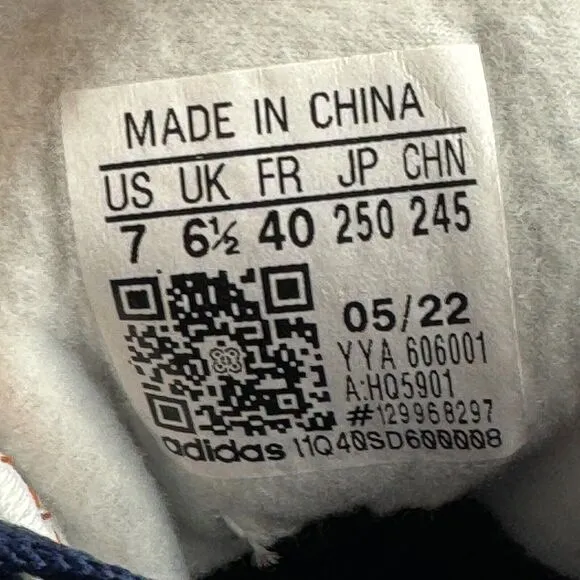 MADE IN CHINA
US UK FR JP CHN
7 6½ 40 250 245
05/22
YYA 606001
A:HQ5901
#129968297
adidas 11Q40SD600008